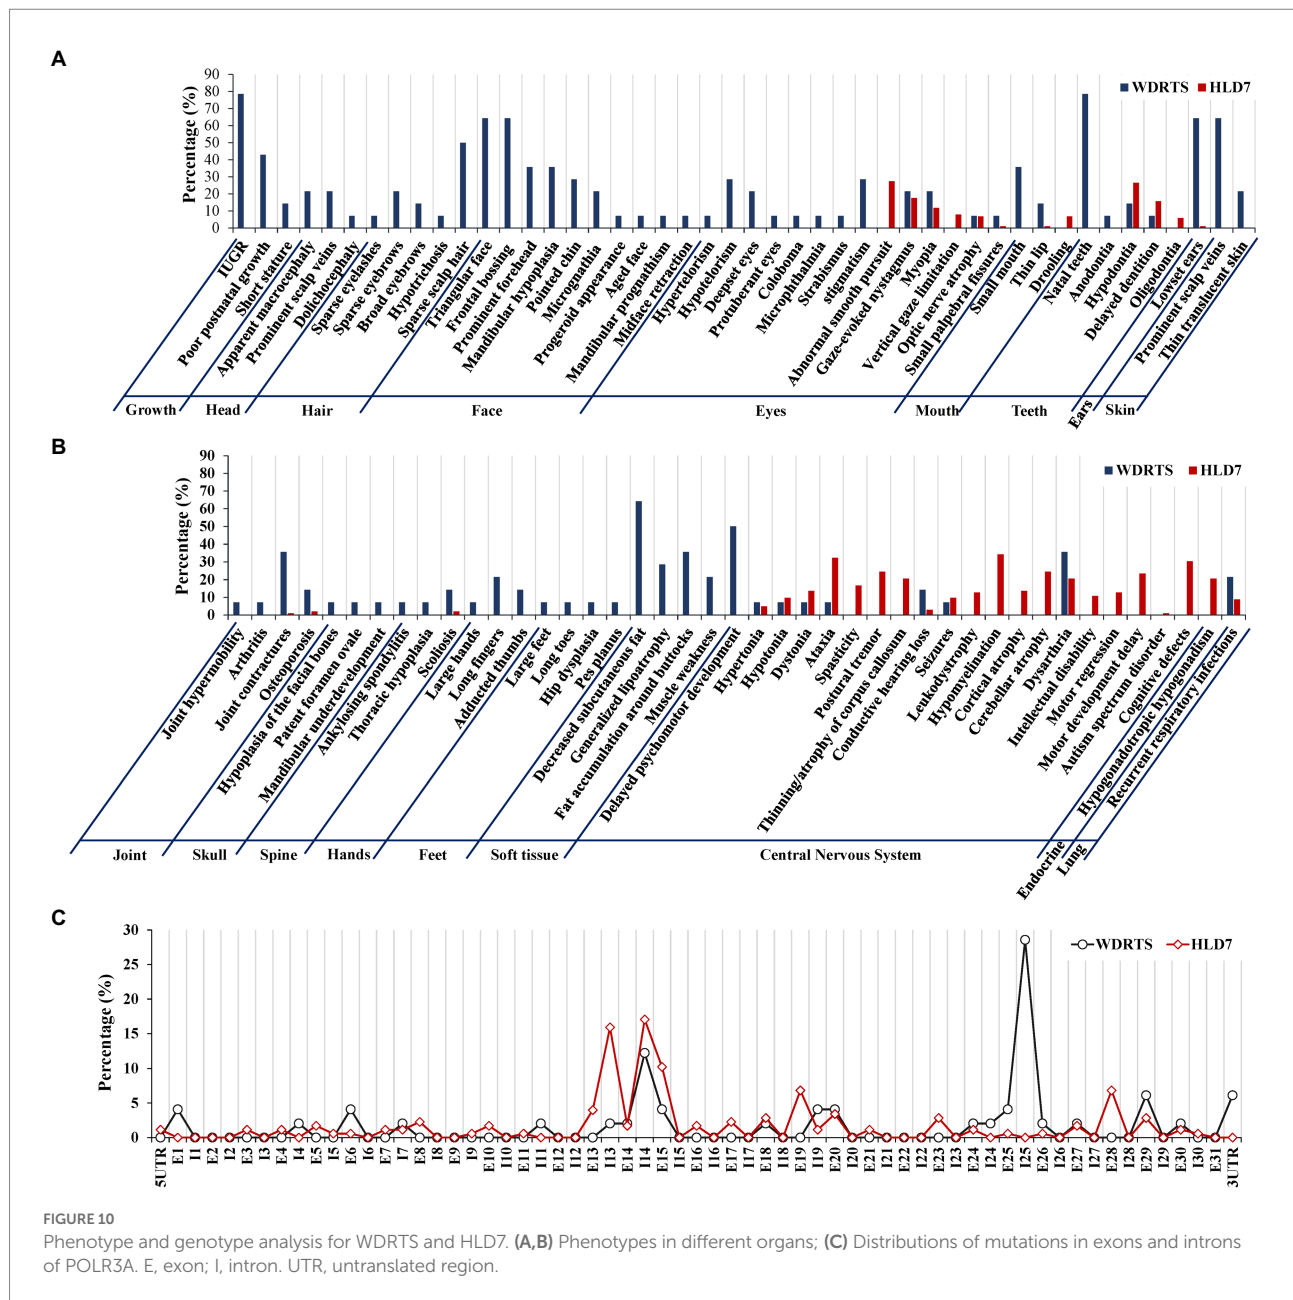 A
90
80
70
60
50
40
30
20
10
0
Percentage (%)
WDRTS HLD7
IUGR
Poor postnatal growth
Short stature
Apparent macrocephaly
Prominent scalp veins
Dolichocephaly
Sparse eyelashes
Sparse eyebrows
Broad eyebrows
Hypertrichosis
Sparse scalp hair
Triangular face
Frontal bossing
Prominent forehead
Mandibular hypoplasia
Pointed chin
Micrognathia
Progeroid appearance
Aged face
Mandibular prognathism
Midface retraction
Hypertelorism
Hypotelorism
Deepset eyes
Protuberant eyes
Coloboma
Microphthalmia
Strabismus
stigmatism
Abnormal smooth pursuit
Gaze-evoked nystagmus
Myopia
Vertical gaze limitation
Optic nerve atrophy
Small palpebral fissures
Small mouth
Thin lip
Drooling
Natal teeth
Anodontia
Hypodontia
Delayed dentition
Oligodontia
Lowset ears
Prominent scalp veins
Thin translucent skin
Growth Head Hair Face Eyes Mouth Teeth Ears Skin
B
90
80
70
60
50
40
30
20
10
0
Percentage (%)
WDRTS HLD7
Joint hypermobility
Arthritis
Joint contractures
Osteoporosis
Hypoplasia of the facial bones
Patent foramen ovale
Mandibular underdevelopment
Ankylosing spondylitis
Thoracic hypoplasia
Scoliosis
Large hands
Long fingers
Adducted thumbs
Large feet
Long toes
Hip dysplasia
Pes planus
Decreased subcutaneous fat
Generalized lipoatrophy
Fat accumulation around buttocks
Muscle weakness
Delayed psychomotor development
Hypertonia
Hypotonia
Dystonia
Ataxia
Spasticity
Postural tremor
Thinning/atrophy of corpus callosum
Conductive hearing loss
Seizures
Leukodystrophy
Hypomyelination
Cortical atrophy
Cerebellar atrophy
Dysarthria
Intellectual disability
Motor regression
Motor development delay
Autism spectrum disorder
Cognitive defects
Hypogonadotropic hypogonatism
Recurrent respiratory infections
Joint Skull Spine Hands Feet Soft tissue Central Nervous System Endocrine Lung
C
30
25
20
15
10
5
0
Percentage (%)
WDRTS HLD7
5UTR E1 I1 E2 I2 E3 I3 E4 I4 E5 I5 E6 I6 E7 I7 E8 I8 E9 I9 E10 I10 E11 I11 E12 I12 E13 I13 E14 I14 E15 I15 E16 I16 E17 I17 E18 I18 E19 I19 E20 I20 E21 I21 E22 I22 E23 I23 E24 I24 E25 I25 E26 I26 E27 I27 E28 I28 E29 I29 E30 I30 E31 3UTR
FIGURE 10
Phenotype and genotype analysis for WDRTS and HLD7. (A,B) Phenotypes in different organs; (C) Distributions of mutations in exons and introns
of POLR3A. E, exon; I, intron. UTR, untranslated region.